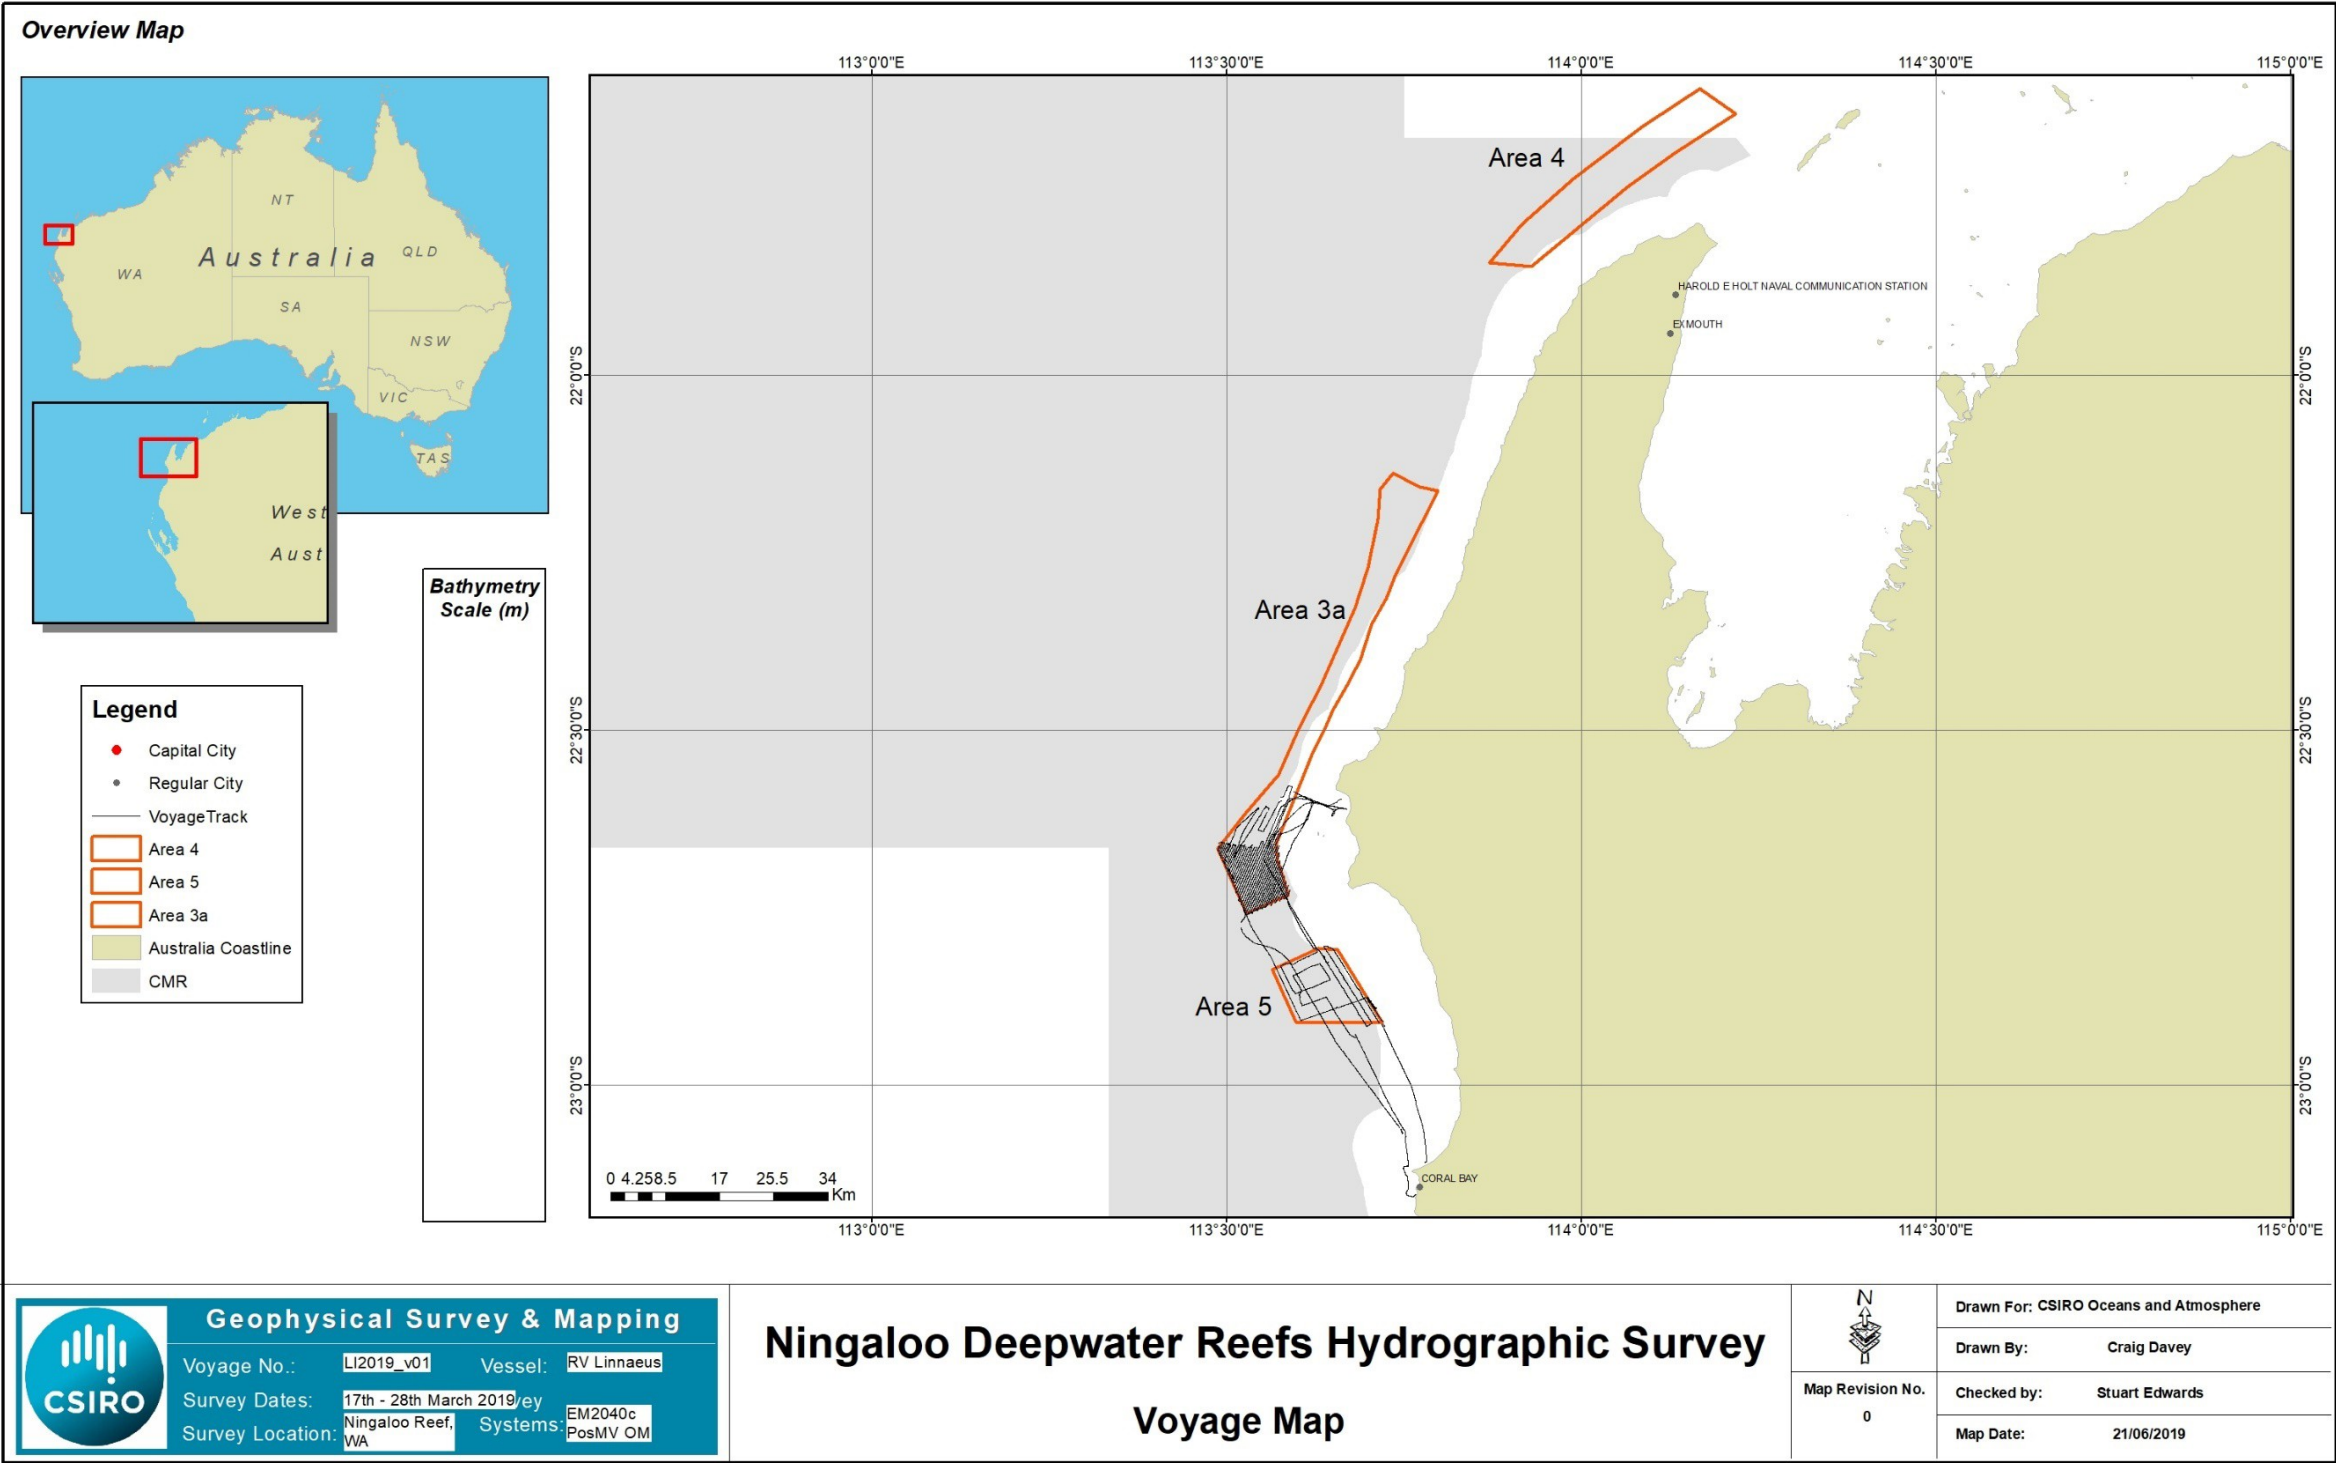 Overview Map
113°0'0"E
113°30'0"E
114°0'0"E
114°30'0"E
115°0'0"E
NT
Australia
QLD
WA
SA
NSW
VIC
TAS
West
Aust
Bathymetry
Scale (m)
Legend
Capital City
Regular City
VoyageTrack
Area 4
Area 5
Area 3a
Australia Coastline
CMR
22°0'0"S
22°30'0"S
23°0'0"S
Area 4
HAROLD E HOLT NAVAL COMMUNICATION STATION
EXMOUTH
Area 3a
Area 5
CORAL BAY
0 4.258.5 17 25.5 34
Km
22°0'0"S
22°30'0"S
23°0'0"S
113°0'0"E
113°30'0"E
114°0'0"E
114°30'0"E
115°0'0"E
CSIRO
Geophysical Survey & Mapping
Voyage No.: LI2019_v01 Vessel: RV Linnaeus
Survey Dates: 17th - 28th March 2019 vey
Survey Location: Ningaloo Reef, WA Systems: EM2040c PosMV OM
Ningaloo Deepwater Reefs Hydrographic Survey
Voyage Map
N
Map Revision No.
0
Drawn For: CSIRO Oceans and Atmosphere
Drawn By: Craig Davey
Checked by: Stuart Edwards
Map Date: 21/06/2019